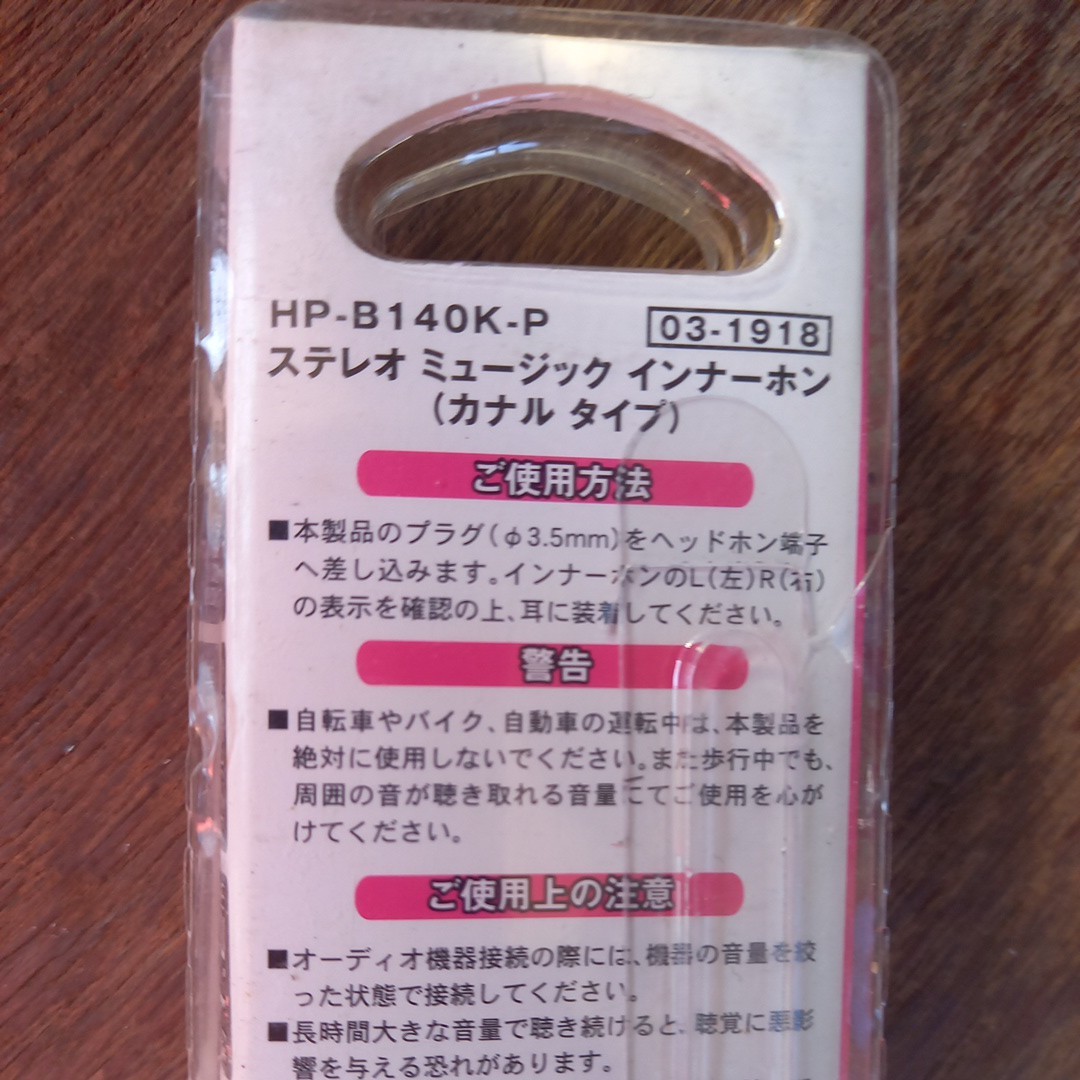 HP-B140K-P 03-1918
ステレオ ミュージック インナーホン
(カナル タイプ)
ご使用方法
■本製品のプラグ(φ3.5mm)をヘッドホン端子
へ差し込みます。インナーホンのL(左)R(右)
の表示を確認の上、耳に装着してください。
警告
■自転車やバイク、自動車の運転中は、本製品を
絶対に使用しないでください。また歩行中でも、
周囲の音が聴き取れる音量にてご使用を心が
けてください。
ご使用上の注意
■オーディオ機器接続の際には、機器の音量を絞
った状態で接続してください。
■長時間大きな音量で聴き続けると、聴覚に悪影
響を与える恐れがあります。